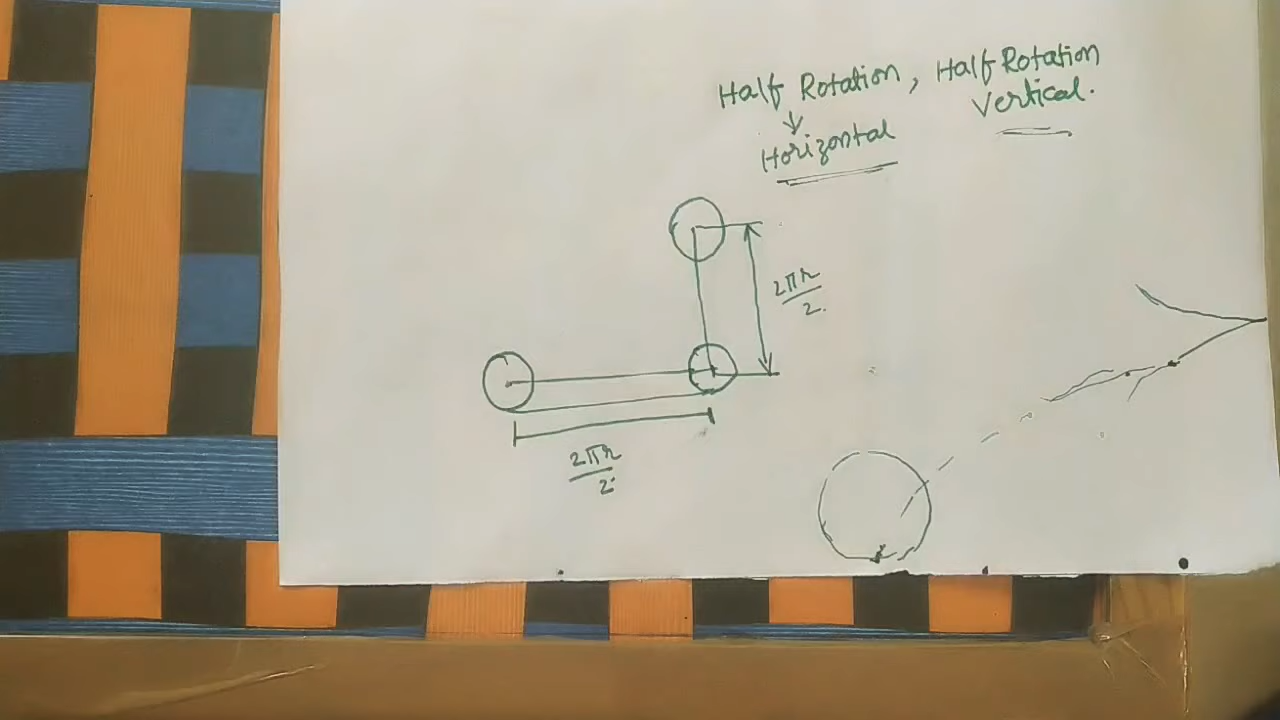 Half Rotation, Half Rotation
Vertical.
↓
Horizontal
2πr/2.
2πr/2.